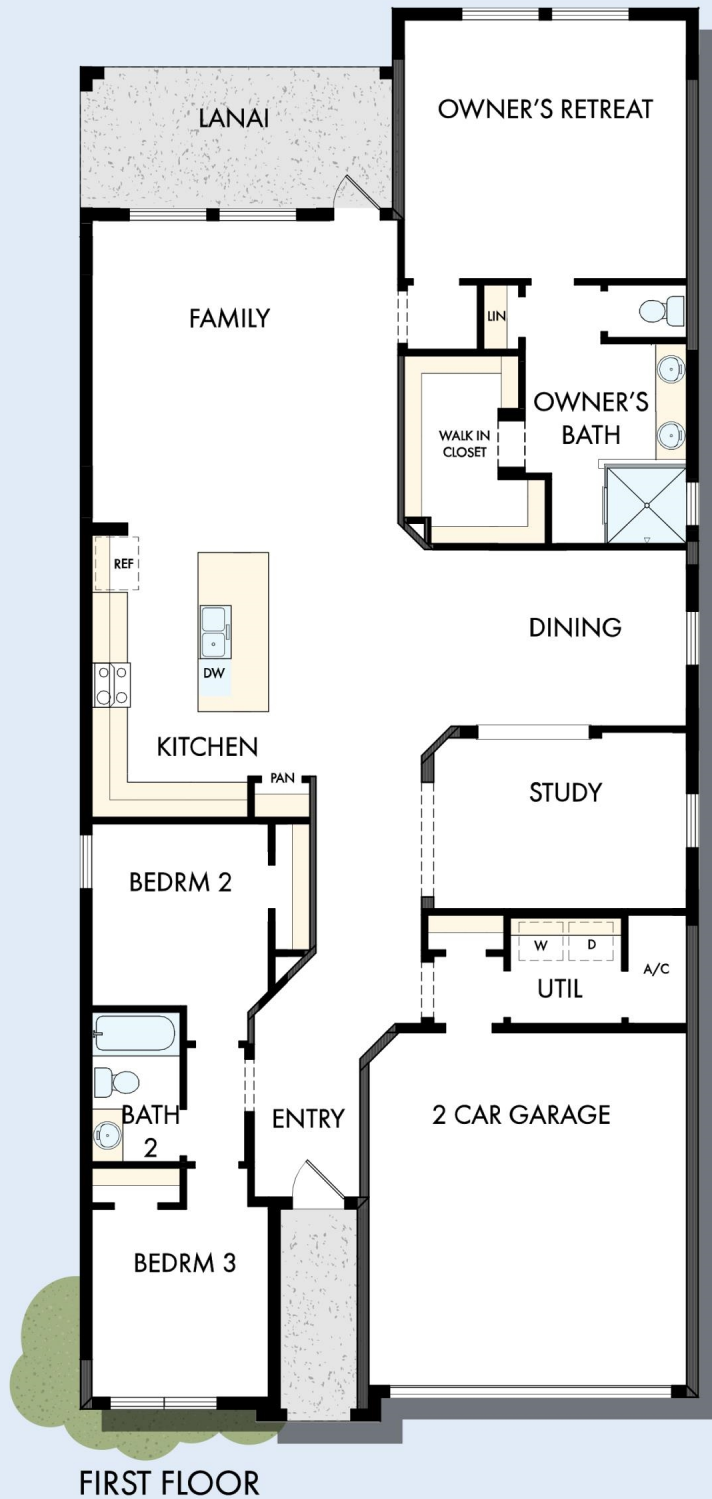 LANAI
OWNER'S RETREAT
FAMILY
LIN
OWNER'S
BATH
WALK IN
CLOSET
REF
DINING
DW
KITCHEN
PAN
STUDY
BEDRM 2
W
D
A/C
UTIL
BATH
2
ENTRY
2 CAR GARAGE
BEDRM 3
FIRST FLOOR